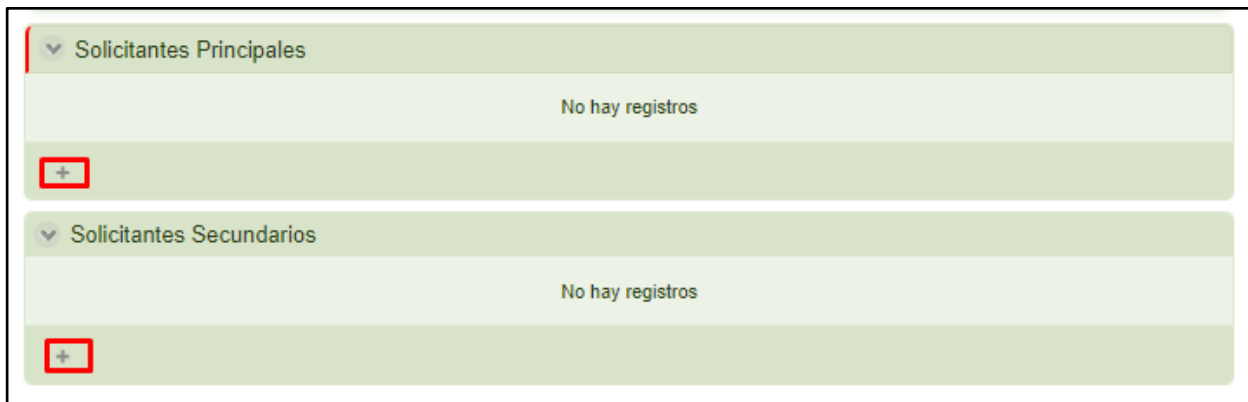 Solicitantes Principales
No hay registros
+
Solicitantes Secundarios
No hay registros
+